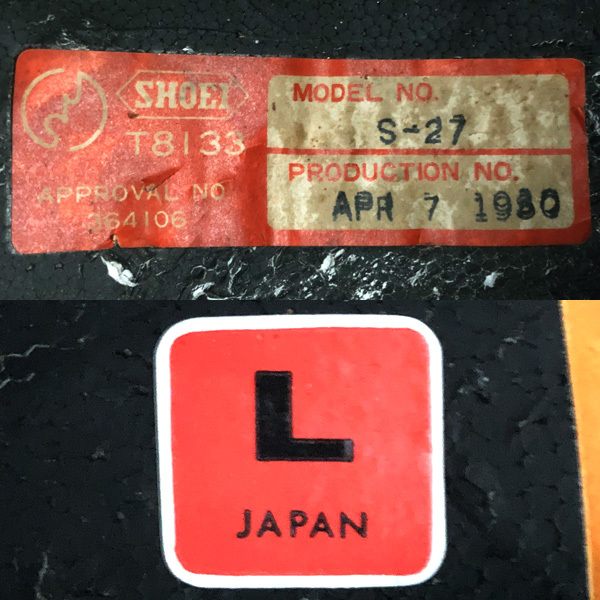 SHOEI
T8133
APPROVAL NO
364106
MODEL NO.
S-27
PRODUCTION NO.
APR 7 1980
L
JAPAN